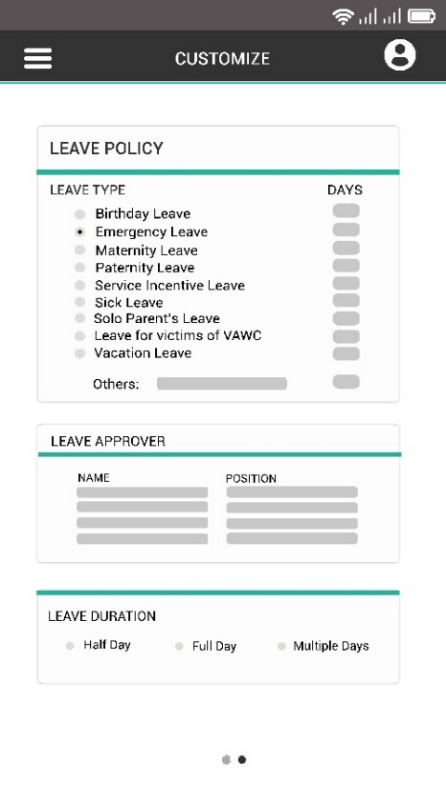 CUSTOMIZE
LEAVE POLICY
LEAVE TYPE DAYS
Birthday Leave
Emergency Leave
Maternity Leave
Paternity Leave
Service Incentive Leave
Sick Leave
Solo Parent's Leave
Leave for victims of VAWC
Vacation Leave
Others:
LEAVE APPROVER
NAME POSITION
LEAVE DURATION
Half Day Full Day Multiple Days